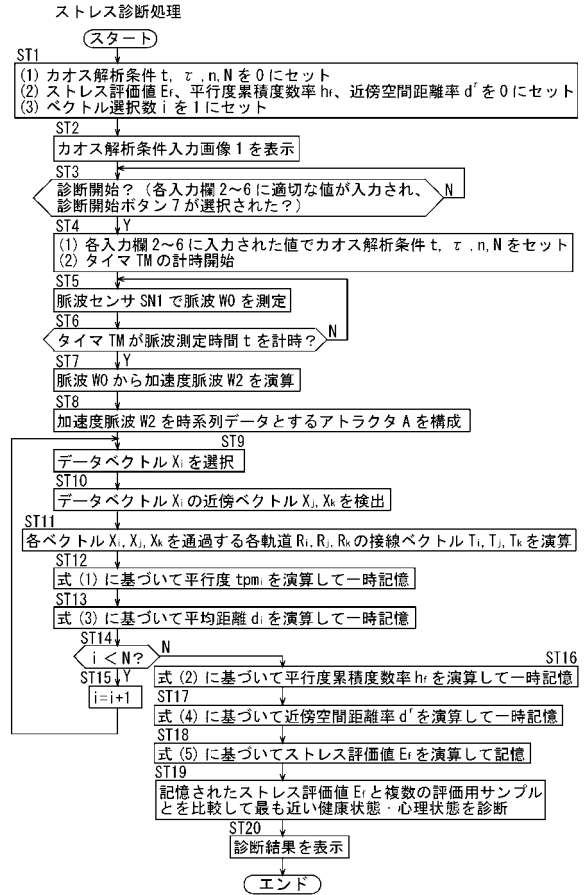 ストレス診断処理
スタート
ST1
(1) カオス解析条件 t, τ, n, N を 0 にセット
(2) ストレス評価値 Ef、平行度累積度数率 hf、近傍空間距離率 d^r を 0 にセット
(3) ベクトル選択数 i を 1 にセット
ST2
カオス解析条件入力画像 1 を表示
ST3
診断開始? (各入力欄 2～6 に適切な値が入力され、
診断開始ボタン 7 が選択された?)
N
Y
ST4
(1) 各入力欄 2～6 に入力された値でカオス解析条件 t, τ, n, N をセット
(2) タイマ TM の計時開始
ST5
脈波センサ SN1 で脈波 W0 を測定
ST6
タイマ TM が脈波測定時間 t を計時?
N
Y
ST7
脈波 W0 から加速度脈波 W2 を演算
ST8
加速度脈波 W2 を時系列データとするアトラクタ A を構成
ST9
データベクトル Xi を選択
ST10
データベクトル Xi の近傍ベクトル Xj, Xk を検出
ST11
各ベクトル Xi, Xj, Xk を通過する各軌道 Ri, Rj, Rk の接線ベクトル Ti, Tj, Tk を演算
ST12
式 (1) に基づいて平行度 tpmi を演算して一時記憶
ST13
式 (3) に基づいて平均距離 di を演算して一時記憶
ST14
i < N?
N
Y
ST15
i=i+1
ST16
式 (2) に基づいて平行度累積度数率 hf を演算して一時記憶
ST17
式 (4) に基づいて近傍空間距離率 d^r を演算して一時記憶
ST18
式 (5) に基づいてストレス評価値 Ef を演算して記憶
ST19
記憶されたストレス評価値 Ef と複数の評価用サンプル
とを比較して最も近い健康状態・心理状態を診断
ST20
診断結果を表示
エンド